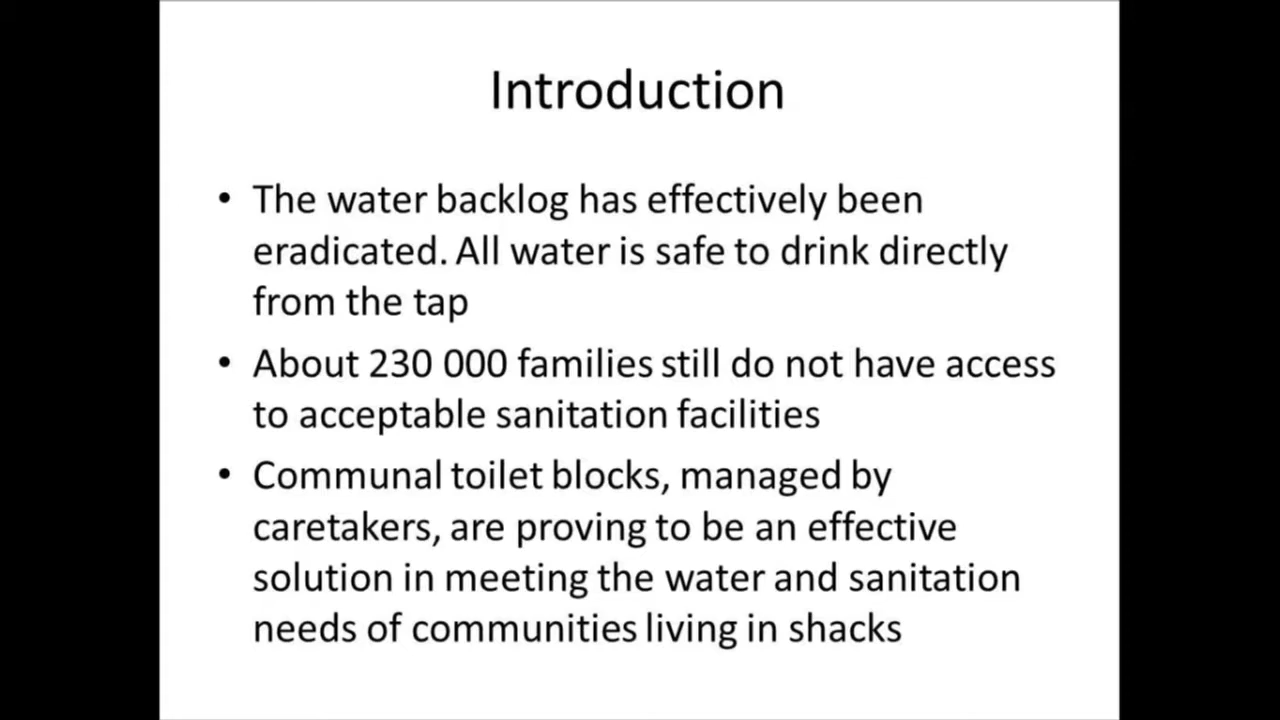 Introduction
• The water backlog has effectively been
eradicated. All water is safe to drink directly
from the tap
• About 230 000 families still do not have access
to acceptable sanitation facilities
• Communal toilet blocks, managed by
caretakers, are proving to be an effective
solution in meeting the water and sanitation
needs of communities living in shacks